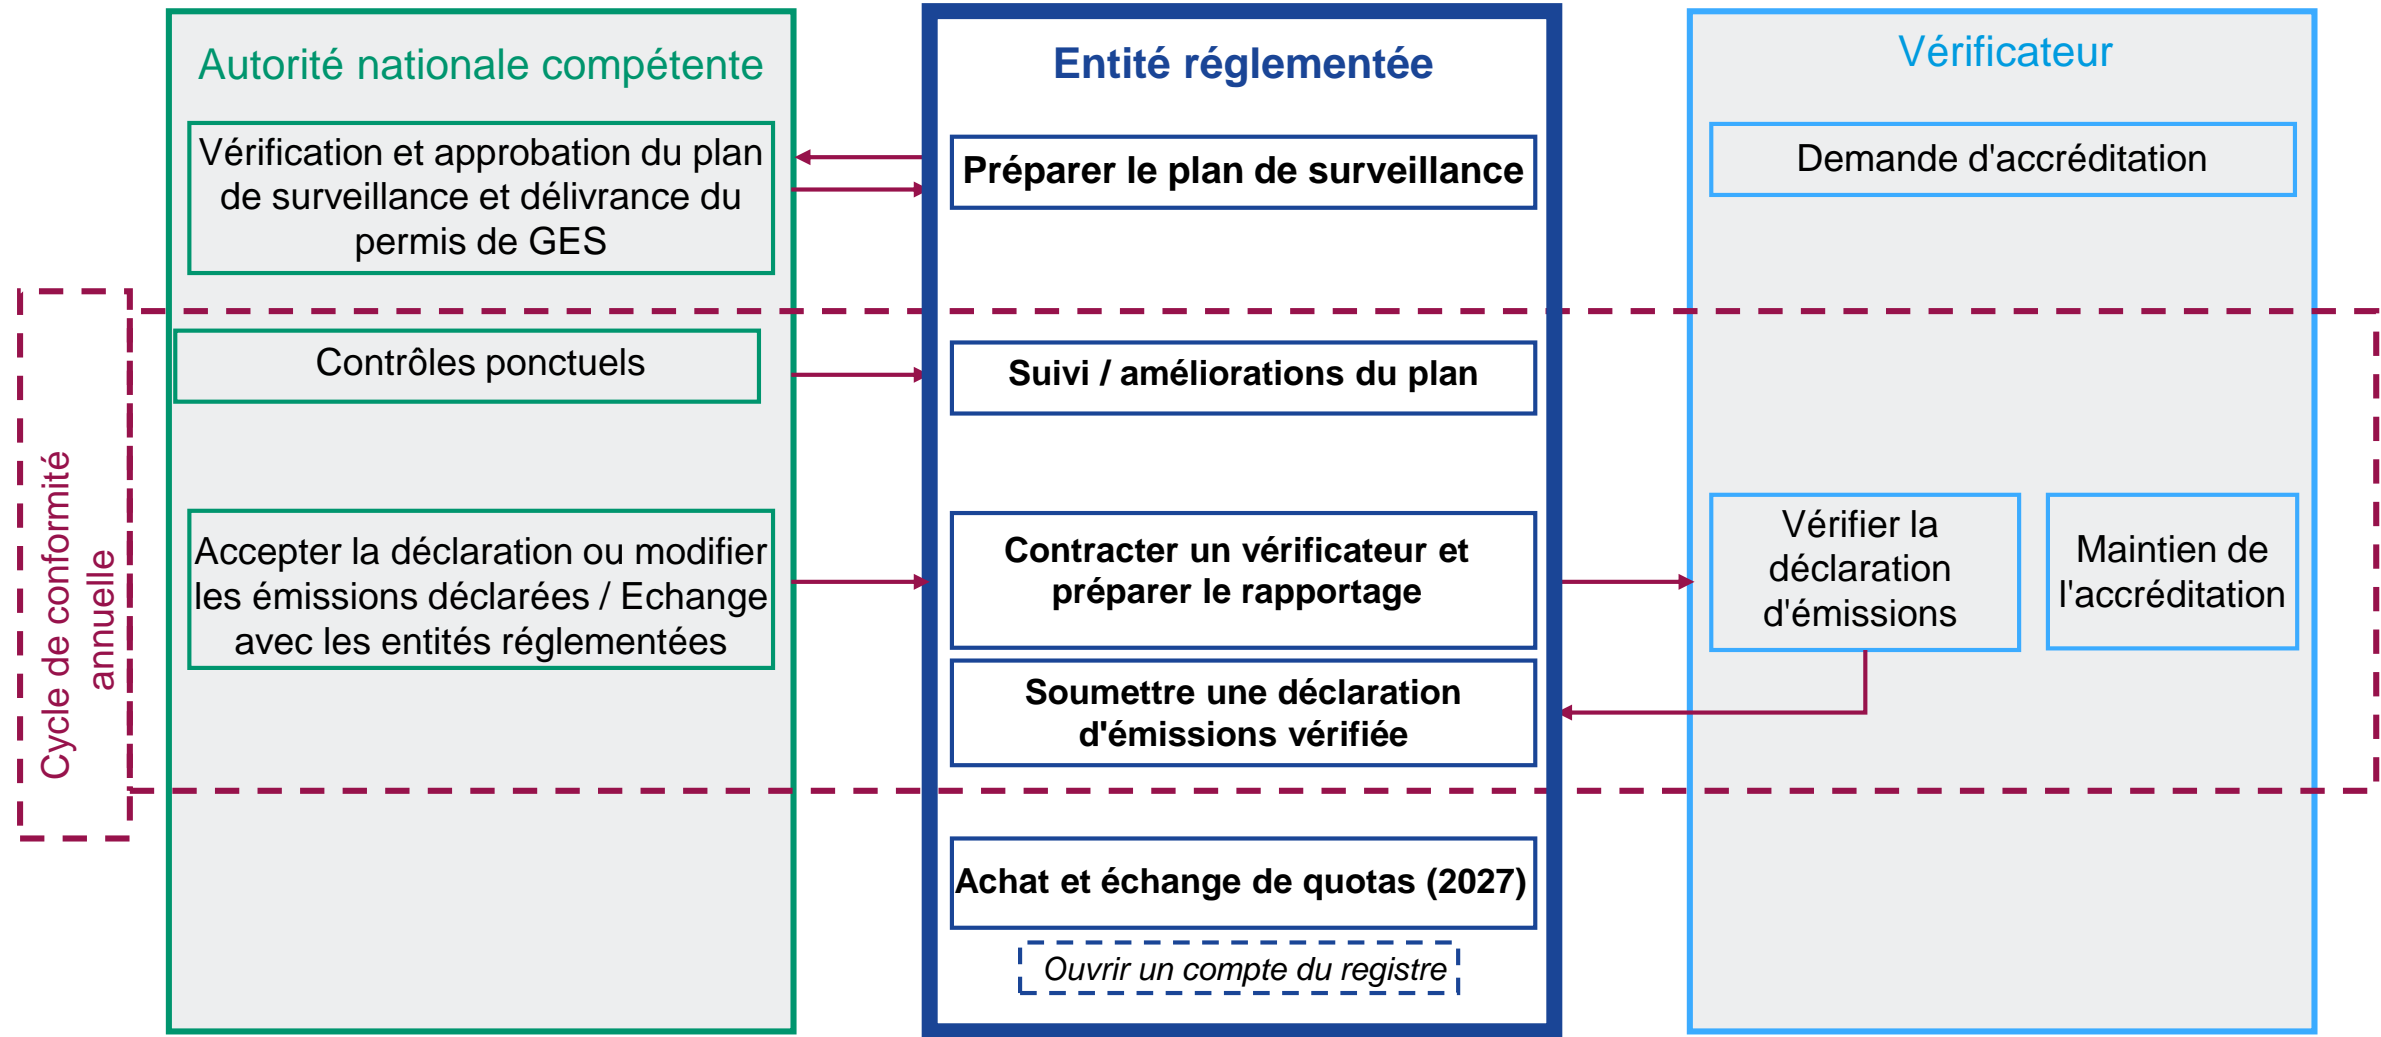 Autorité nationale compétente
Vérification et approbation du plan
de surveillance et délivrance du
permis de GES
Contrôles ponctuels
Accepter la déclaration ou modifier
les émissions déclarées / Echange
avec les entités réglementées
Entité réglementée
Préparer le plan de surveillance
Suivi / améliorations du plan
Contracter un vérificateur et
préparer le rapportage
Soumettre une déclaration
d'émissions vérifiée
Achat et échange de quotas (2027)
Ouvrir un compte du registre
Vérificateur
Demande d'accréditation
Vérifier la
déclaration
d'émissions
Maintien de
l'accréditation
Cycle de conformité
annuelle